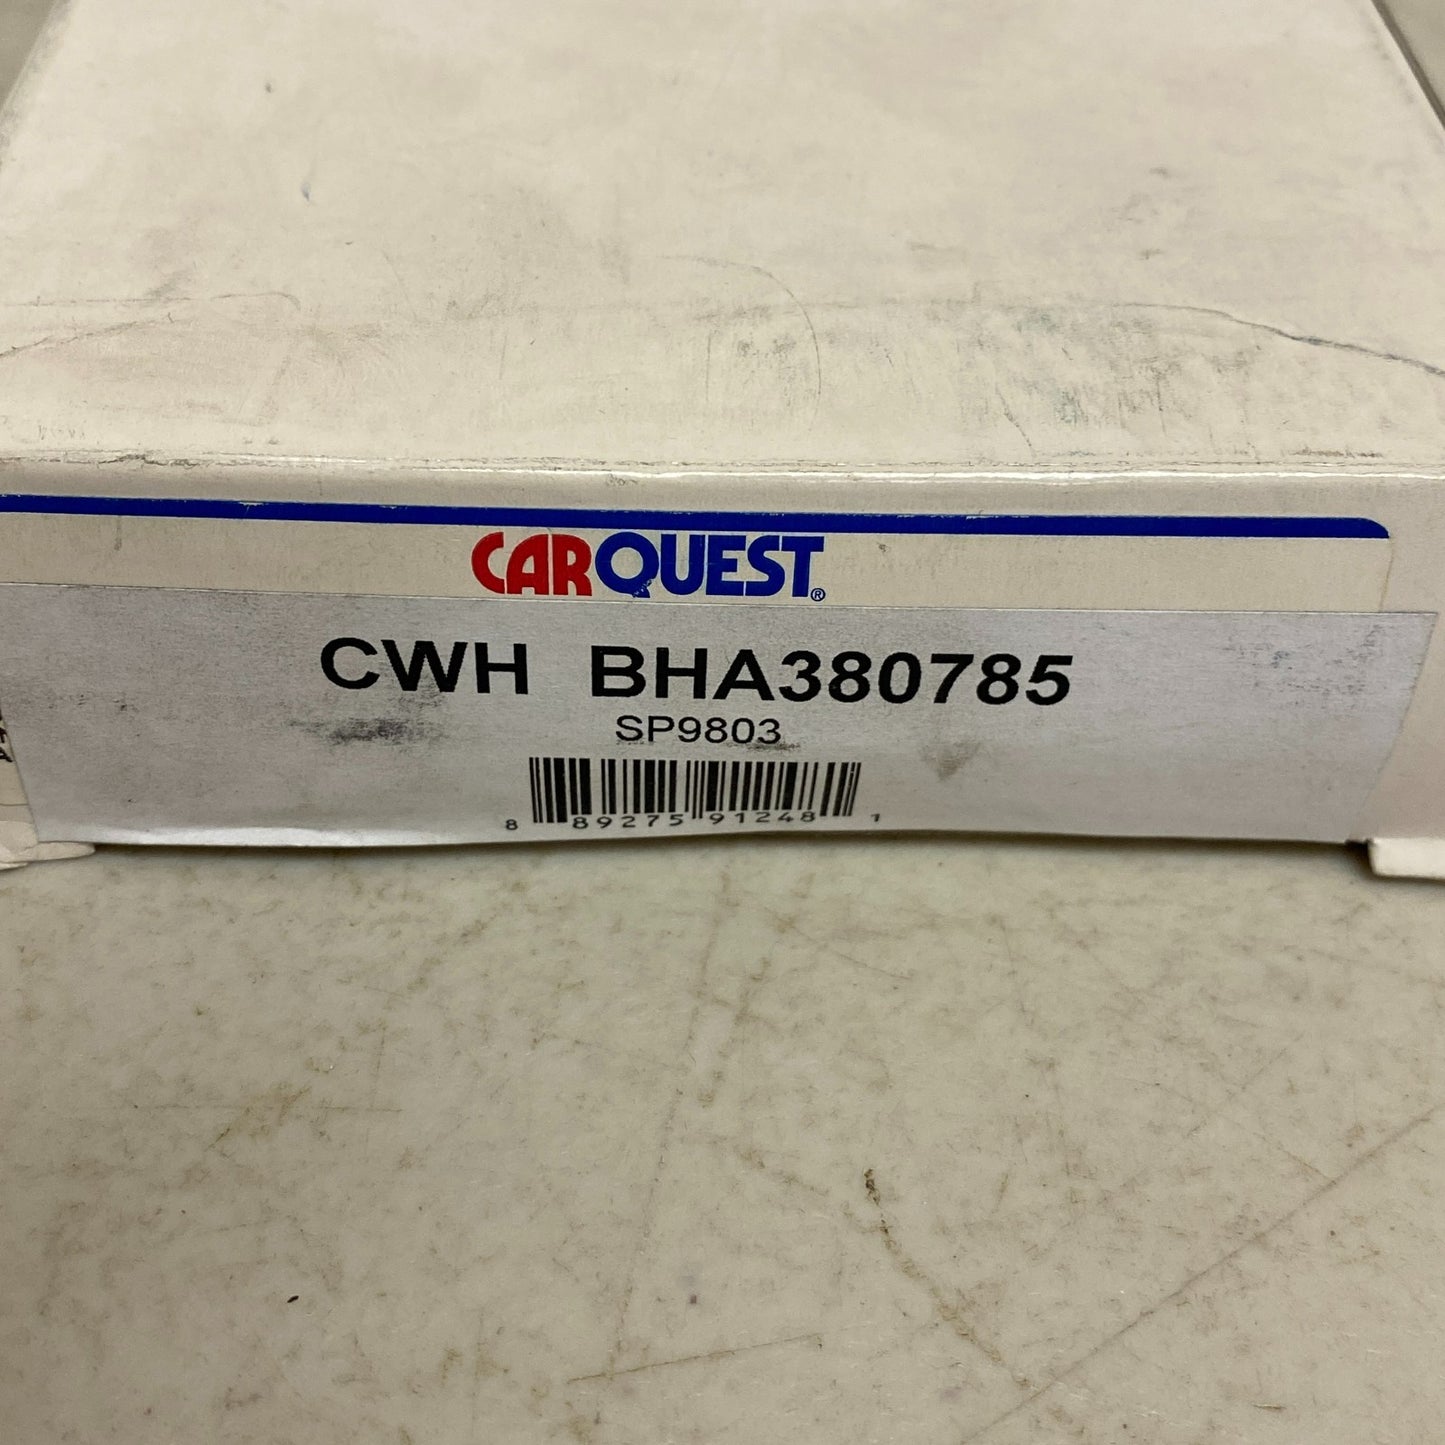 CARQUEST®
CWH BHA380785
SP9803
8 89275 91248 1